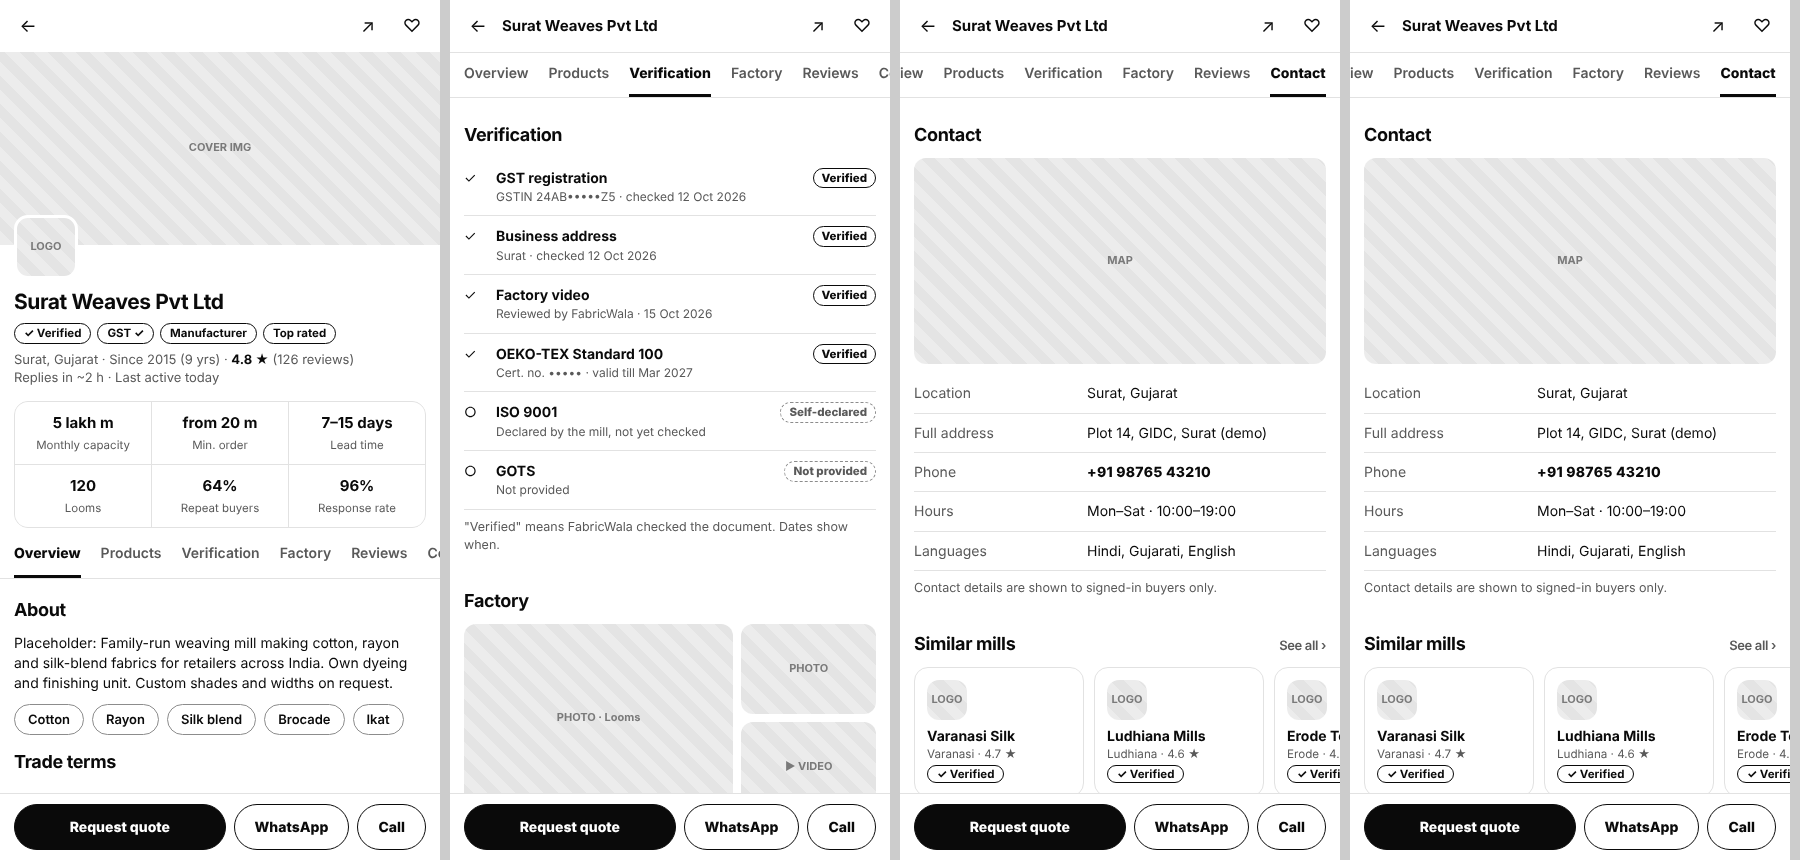 COVER IMG
LOGO
Surat Weaves Pvt Ltd
✓ Verified GST ✓ Manufacturer Top rated
Surat, Gujarat · Since 2015 (9 yrs) · 4.8 ★ (126 reviews)
Replies in ~2 h · Last active today
5 lakh m from 20 m 7–15 days
Monthly capacity Min. order Lead time
120 64% 96%
Looms Repeat buyers Response rate
Overview Products Verification Factory Reviews Co
About
Placeholder: Family-run weaving mill making cotton, rayon
and silk-blend fabrics for retailers across India. Own dyeing
and finishing unit. Custom shades and widths on request.
Cotton Rayon Silk blend Brocade Ikat
Trade terms
Request quote WhatsApp Call
Surat Weaves Pvt Ltd
Overview Products Verification Factory Reviews Co
Verification
GST registration Verified
GSTIN 24AB•••••Z5 · checked 12 Oct 2026
Business address Verified
Surat · checked 12 Oct 2026
Factory video Verified
Reviewed by FabricWala · 15 Oct 2026
OEKO-TEX Standard 100 Verified
Cert. no. ••••• · valid till Mar 2027
ISO 9001 Self-declared
Declared by the mill, not yet checked
GOTS Not provided
Not provided
"Verified" means FabricWala checked the document. Dates show
when.
Factory
PHOTO
PHOTO · Looms
▶ VIDEO
Request quote WhatsApp Call
Surat Weaves Pvt Ltd
iew Products Verification Factory Reviews Contact
Contact
MAP
Location Surat, Gujarat
Full address Plot 14, GIDC, Surat (demo)
Phone +91 98765 43210
Hours Mon–Sat · 10:00–19:00
Languages Hindi, Gujarati, English
Contact details are shown to signed-in buyers only.
Similar mills See all ›
LOGO LOGO LOGO
Varanasi Silk Ludhiana Mills Erode Te
Varanasi · 4.7 ★ Ludhiana · 4.6 ★ Erode · 4.
✓ Verified ✓ Verified ✓ Verifi
Request quote WhatsApp Call
Surat Weaves Pvt Ltd
iew Products Verification Factory Reviews Contact
Contact
MAP
Location Surat, Gujarat
Full address Plot 14, GIDC, Surat (demo)
Phone +91 98765 43210
Hours Mon–Sat · 10:00–19:00
Languages Hindi, Gujarati, English
Contact details are shown to signed-in buyers only.
Similar mills See all ›
LOGO LOGO LOGO
Varanasi Silk Ludhiana Mills Erode Te
Varanasi · 4.7 ★ Ludhiana · 4.6 ★ Erode · 4.
✓ Verified ✓ Verified ✓ Verifi
Request quote WhatsApp Call